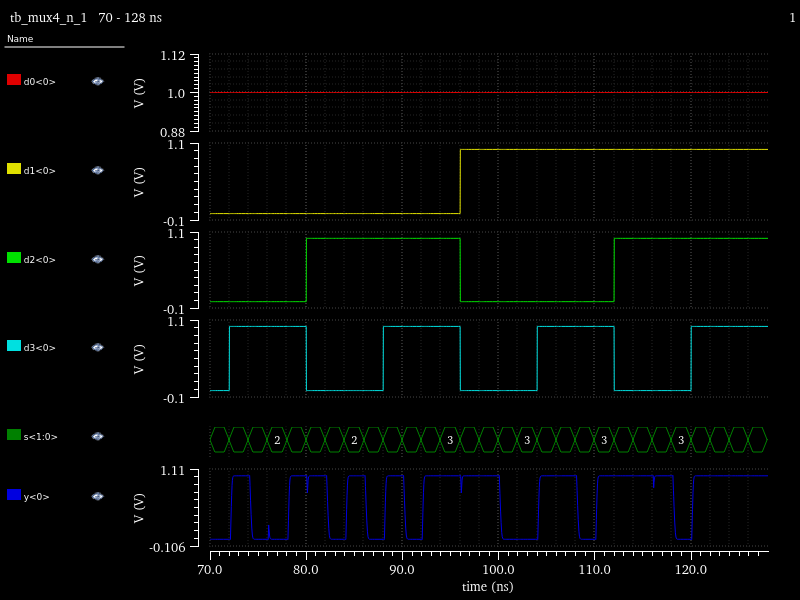 tb_mux4_n_1 70 - 128 ns 1
Name
d0<0>
V (V)
1.12
1.0
0.88
d1<0>
V (V)
1.1
-0.1
d2<0>
V (V)
1.1
-0.1
d3<0>
V (V)
1.1
-0.1
s<1:0>
2 2 3 3 3 3
y<0>
V (V)
1.11
-0.106
70.0 80.0 90.0 100.0 110.0 120.0
time (ns)